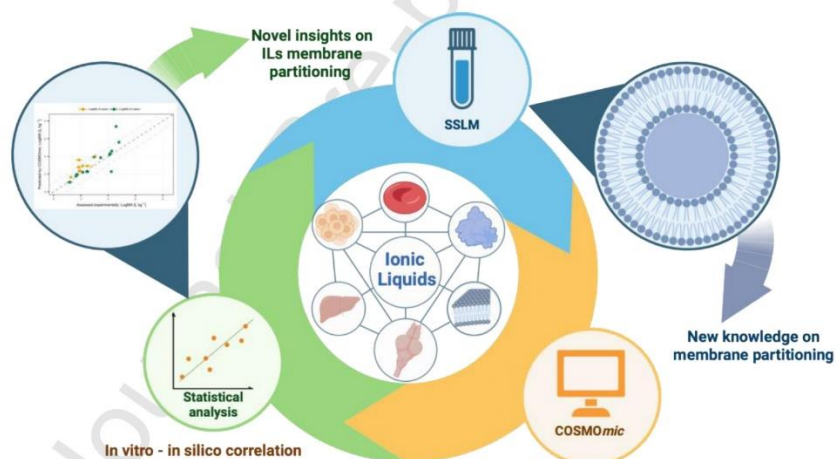 Novel insights on
ILs membrane
partitioning
SSLM
Ionic
Liquids
New knowledge on
membrane partitioning
Statistical
analysis
COSMOmic
In vitro - in silico correlation